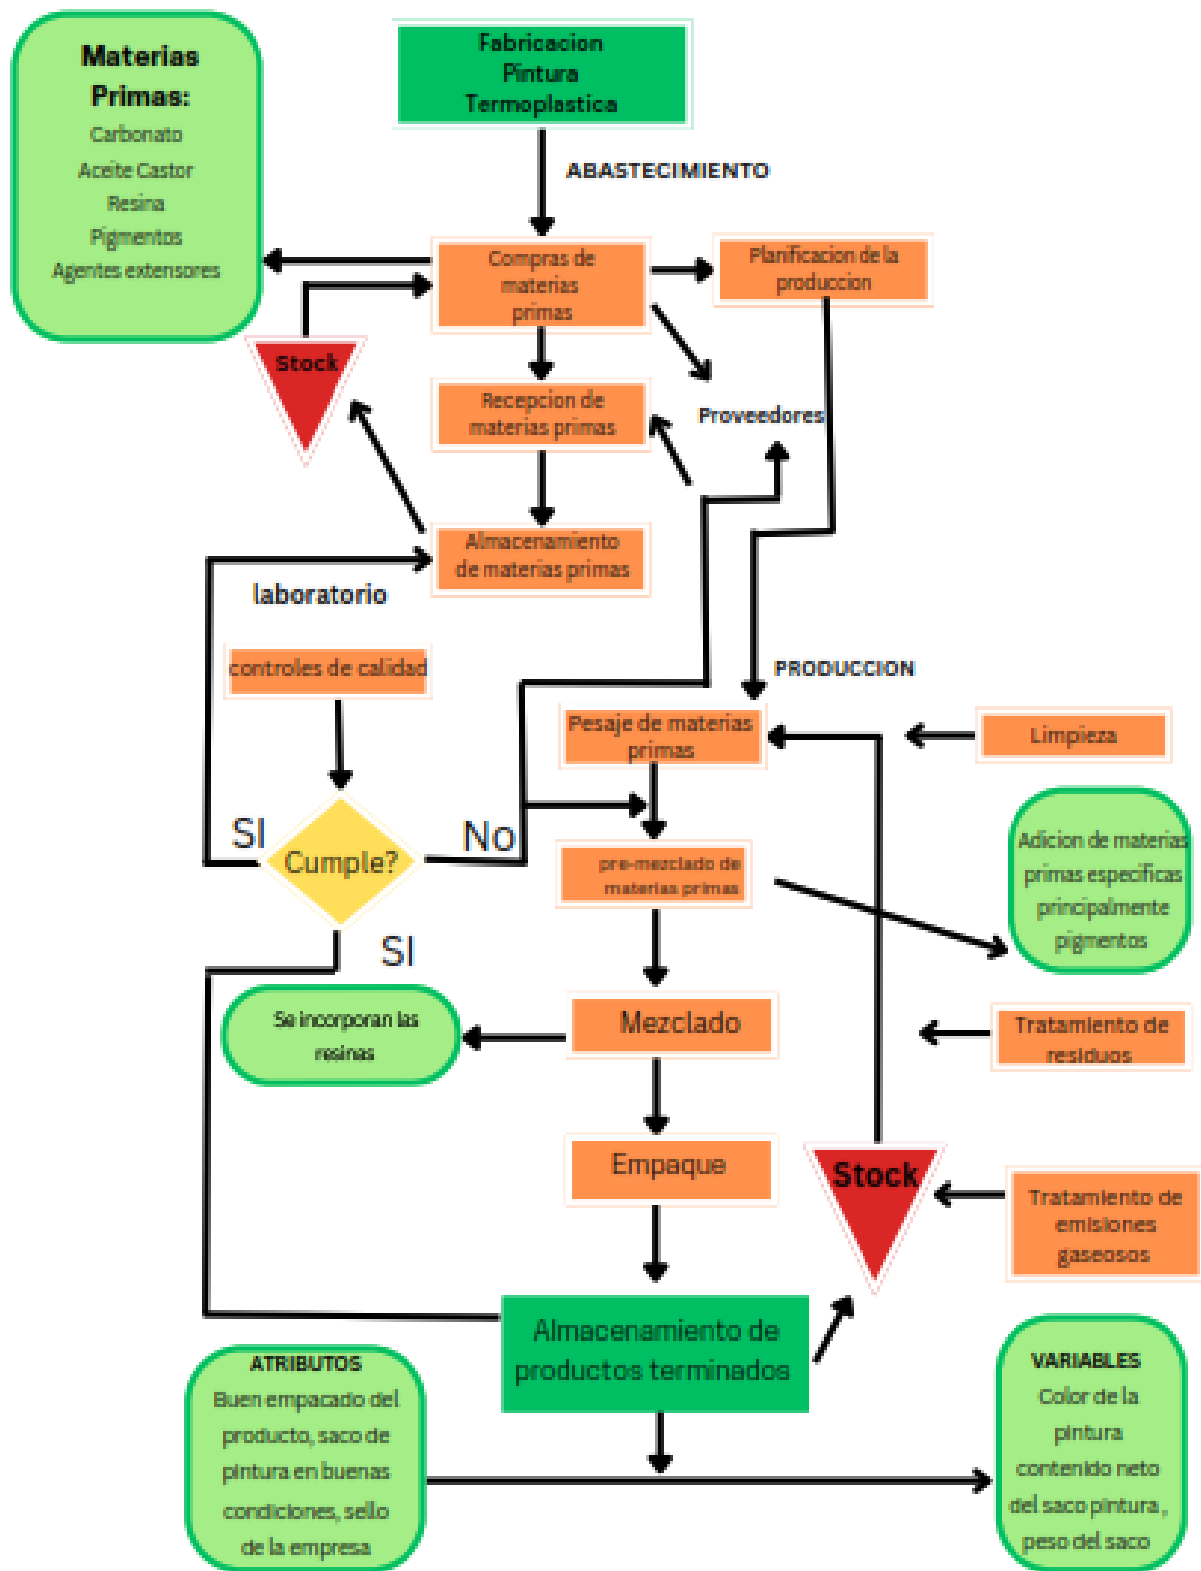 Materias
Primas:
Carbonato
Aceite Castor
Resina
Pigmentos
Agentes extensores
Fabricacion
Pintura
Termoplastica
ABASTECIMIENTO
Compras de
materias
primas
Planificacion de la
produccion
Stock
Recepcion de
materias primas
Proveedores
Almacenamiento
de materias primas
laboratorio
controles de calidad
PRODUCCION
Pesaje de materias
primas
Limpieza
SI
Cumple?
No
pre-mezclado de
materias primas
Adicion de materias
primas especificas
principalmente
pigmentos
SI
Se incorporan las
resinas
Mezclado
Tratamiento de
residuos
Empaque
Stock
Tratamiento de
emisiones
gaseosos
Almacenamiento de
productos terminados
ATRIBUTOS
Buen empacado del
producto, saco de
pintura en buenas
condiciones, sello
de la empresa
VARIABLES
Color de la
pintura
contenido neto
del saco pintura ,
peso del saco